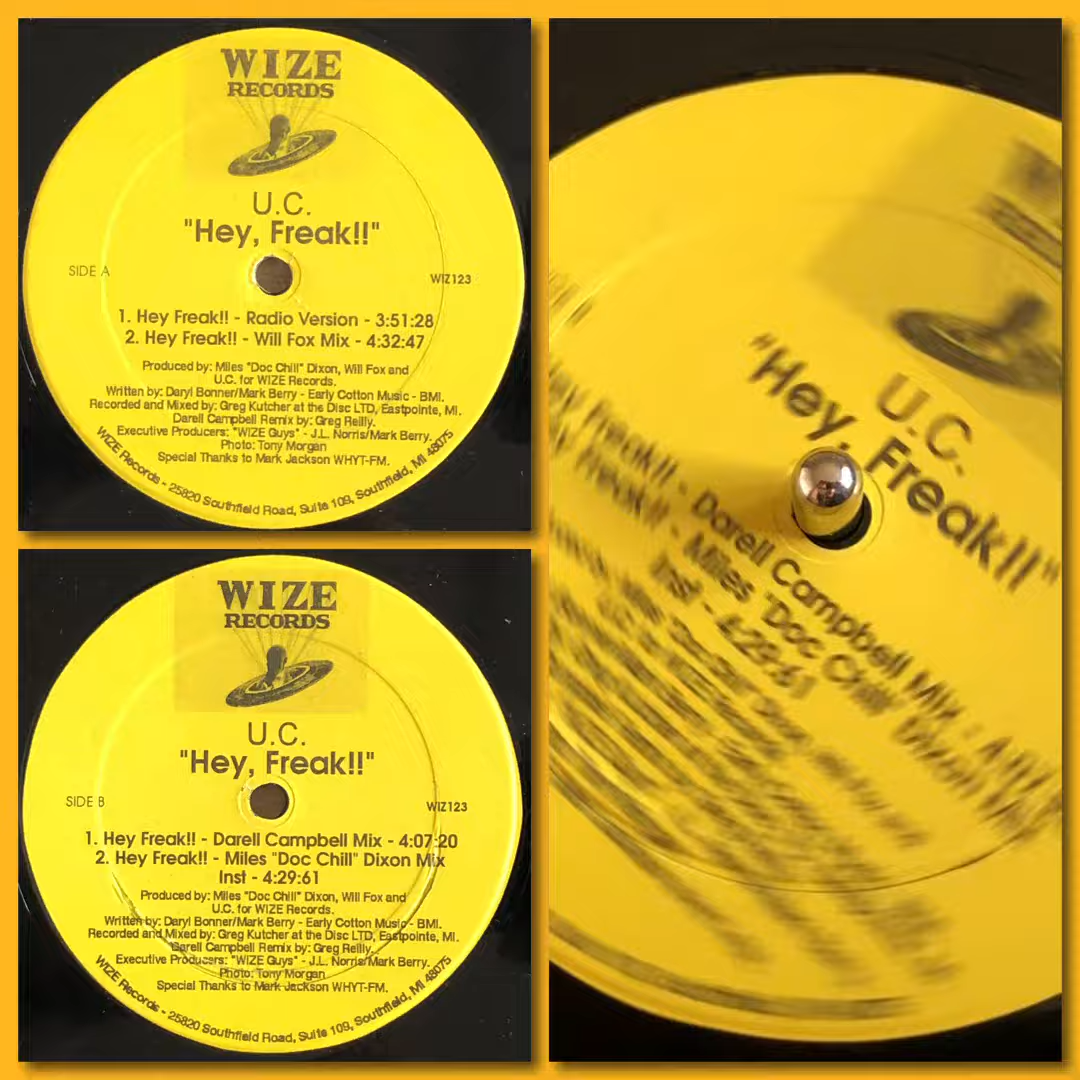 WIZE
RECORDS
U.C.
"Hey, Freak!!"
SIDE A
WIZ123
1. Hey Freak!! - Radio Version - 3:51:28
2. Hey Freak!! - Will Fox Mix - 4:32:47
Produced by: Miles "Doc Chill" Dixon, Will Fox and
U.C. for WIZE Records.
Written by: Daryl Bonner/Mark Berry - Early Cotton Music - BMI.
Recorded and Mixed by: Greg Kutcher at the Disc LTD, Eastpointe, MI.
Darell Campbell Remix by: Greg Reilly.
Executive Producers: "WIZE Guys" - J.L. Norris/Mark Berry.
Photo: Tony Morgan
Special Thanks to Mark Jackson WHYT-FM.
WIZE Records - 25820 Southfield Road, Suite 109, Southfield, MI 48075
WIZE
RECORDS
U.C.
"Hey, Freak!!"
SIDE B
WIZ123
1. Hey Freak!! - Darell Campbell Mix - 4:07:20
2. Hey Freak!! - Miles "Doc Chill" Dixon Mix
Inst - 4:29:61
Produced by: Miles "Doc Chill" Dixon, Will Fox and
U.C. for WIZE Records.
Written by: Daryl Bonner/Mark Berry - Early Cotton Music - BMI.
Recorded and Mixed by: Greg Kutcher at the Disc LTD, Eastpointe, MI.
Darell Campbell Remix by: Greg Reilly.
Executive Producers: "WIZE Guys" - J.L. Norris/Mark Berry.
Photo: Tony Morgan
Special Thanks to Mark Jackson WHYT-FM.
WIZE Records - 25820 Southfield Road, Suite 109, Southfield, MI 48075
U.C.
"Hey, Freak!!"
Freak!! - Darell Campbell Mix -
Freak!! - Miles "Doc Chill" Dixon
Inst - 4:29:61